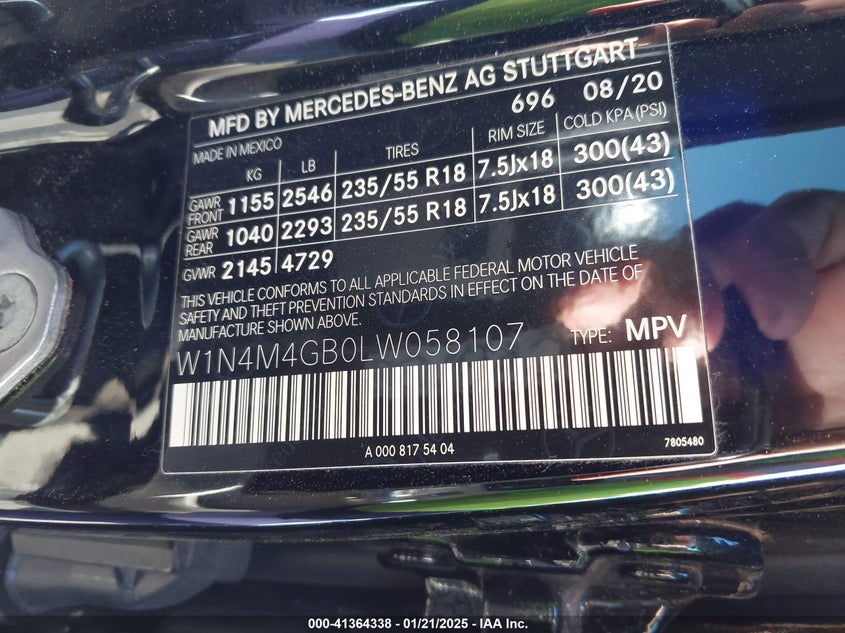 MFD BY MERCEDES-BENZ AG STUTTGART
MADE IN MEXICO 696 08/20
KG LB TIRES RIM SIZE COLD KPA (PSI)
GAWR FRONT 1155 2546 235/55 R18 7.5Jx18 300(43)
GAWR REAR 1040 2293 235/55 R18 7.5Jx18 300(43)
GVWR 2145 4729
THIS VEHICLE CONFORMS TO ALL APPLICABLE FEDERAL MOTOR VEHICLE
SAFETY AND THEFT PREVENTION STANDARDS IN EFFECT ON THE DATE OF
MANUFACTURE SHOWN ABOVE.
W1N4M4GB0LW058107 TYPE: MPV
A 000 817 54 04 7805480
000-41364338 - 01/21/2025 - IAA Inc.